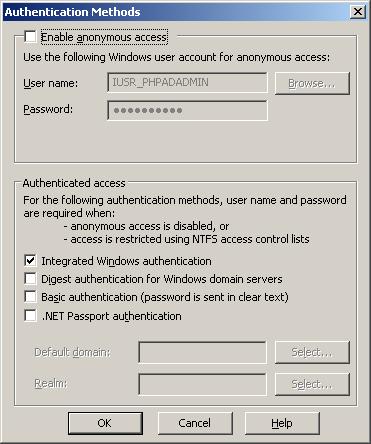 Authentication Methods
Enable anonymous access
Use the following Windows user account for anonymous access:
User name: IUSR_PHPADADMIN Browse...
Password: ●●●●●●●●●●
Authenticated access
For the following authentication methods, user name and password
are required when:
- anonymous access is disabled, or
- access is restricted using NTFS access control lists
Integrated Windows authentication
Digest authentication for Windows domain servers
Basic authentication (password is sent in clear text)
.NET Passport authentication
Default domain: Select...
Realm: Select...
OK Cancel Help